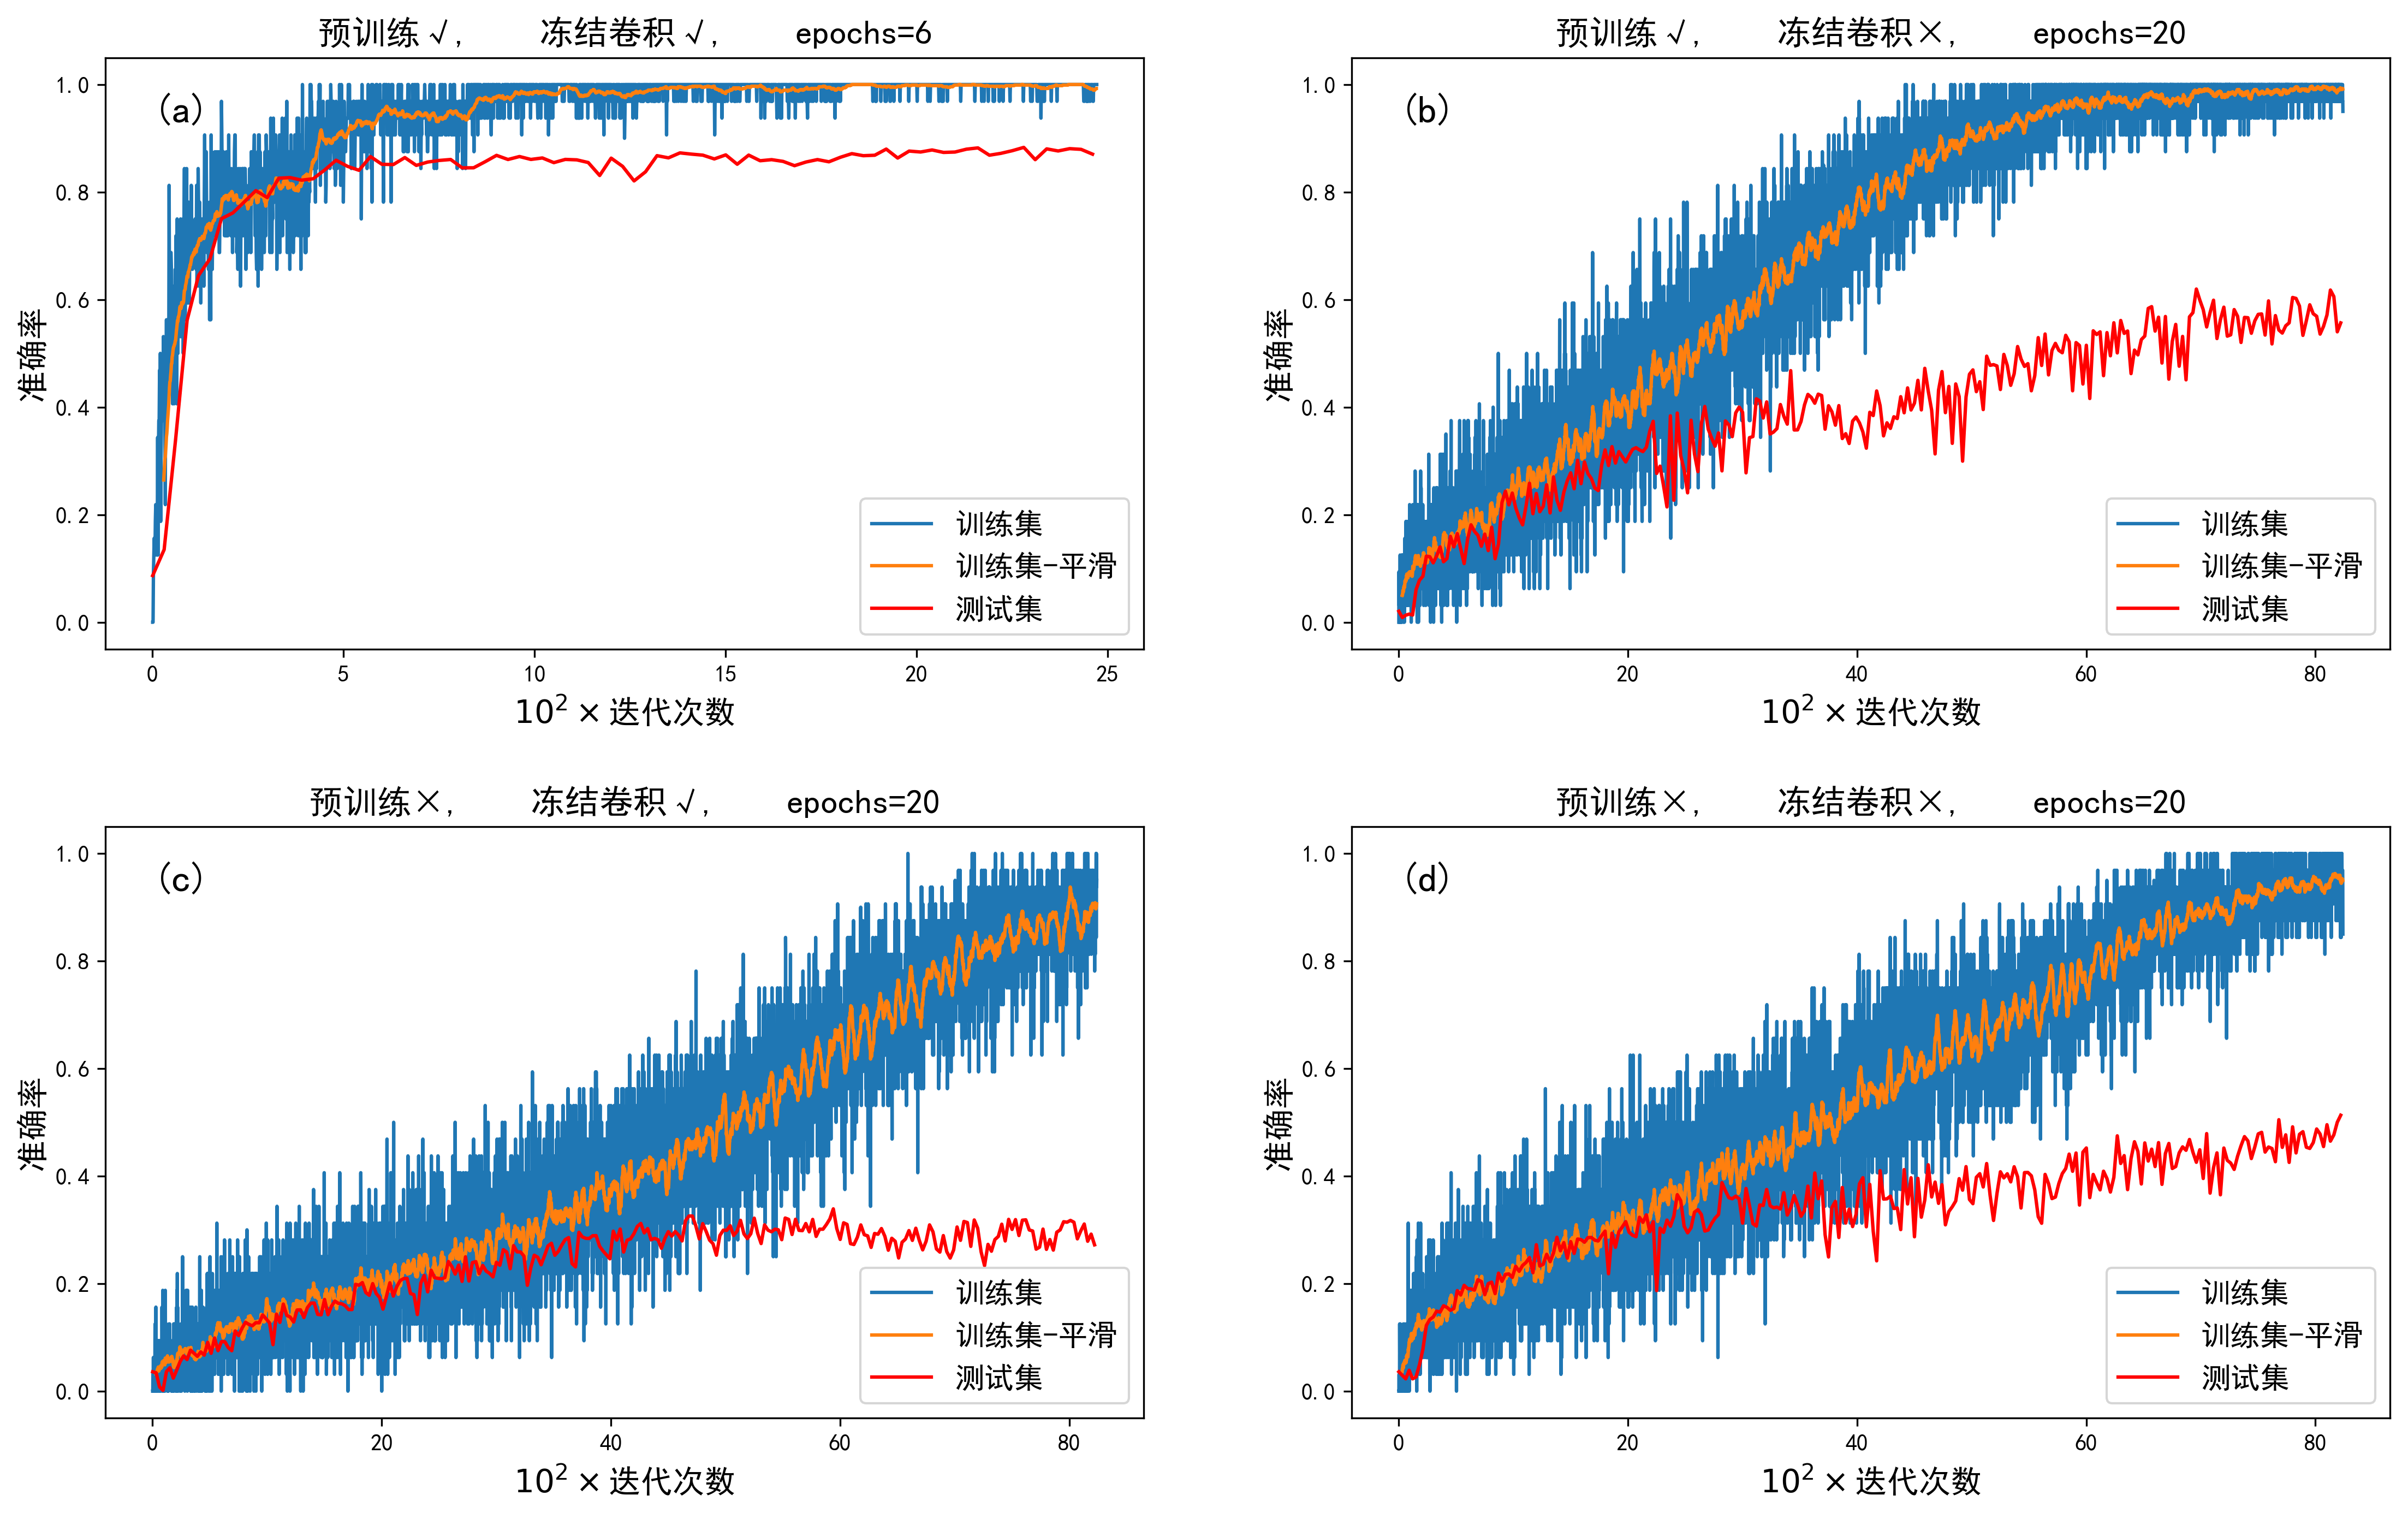 预训练√, 冻结卷积√, epochs=6
(a)
准确率
1.0
0.8
0.6
0.4
0.2
0.0
训练集
训练集-平滑
测试集
0 5 10 15 20 25
10² × 迭代次数
预训练√, 冻结卷积×, epochs=20
(b)
准确率
1.0
0.8
0.6
0.4
0.2
0.0
训练集
训练集-平滑
测试集
0 20 40 60 80
10² × 迭代次数
预训练×, 冻结卷积√, epochs=20
(c)
准确率
1.0
0.8
0.6
0.4
0.2
0.0
训练集
训练集-平滑
测试集
0 20 40 60 80
10² × 迭代次数
预训练×, 冻结卷积×, epochs=20
(d)
准确率
1.0
0.8
0.6
0.4
0.2
0.0
训练集
训练集-平滑
测试集
0 20 40 60 80
10² × 迭代次数